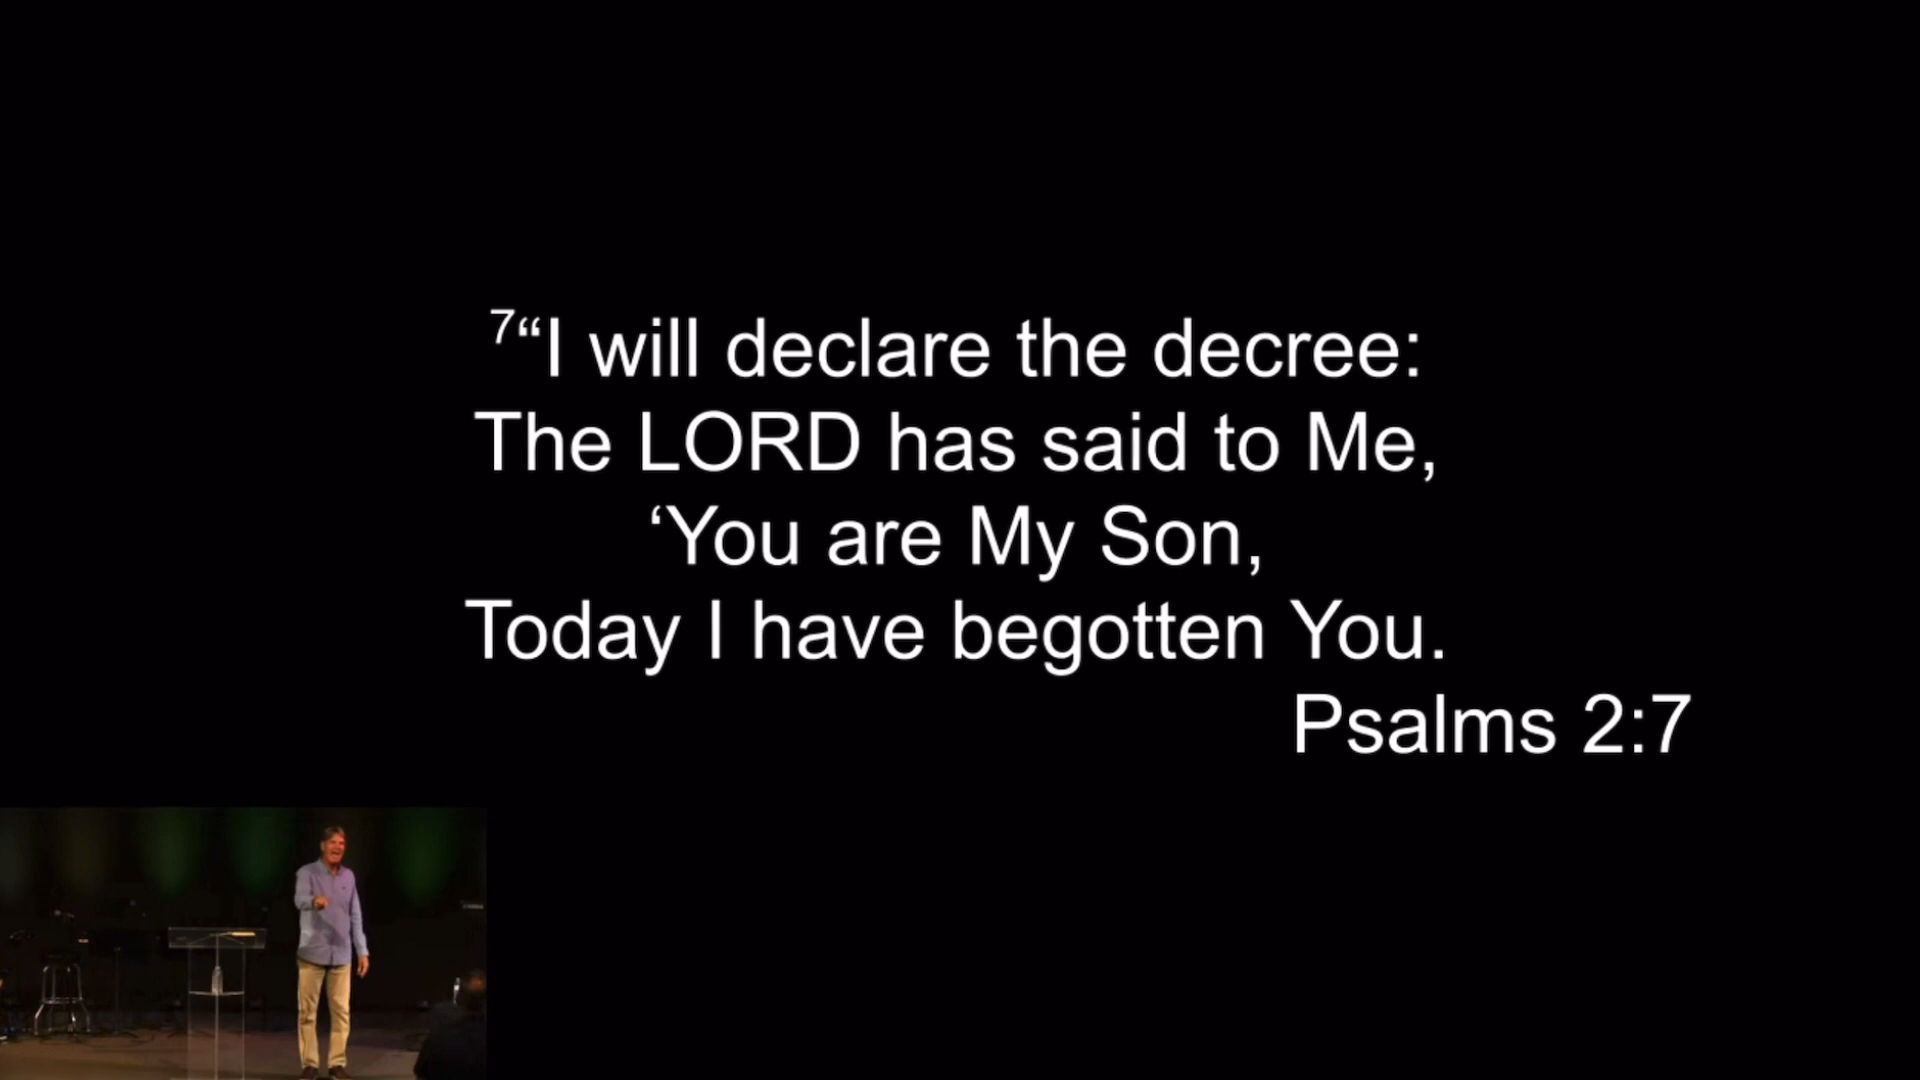 ⁷“I will declare the decree:
The LORD has said to Me,
‘You are My Son,
Today I have begotten You.
Psalms 2:7